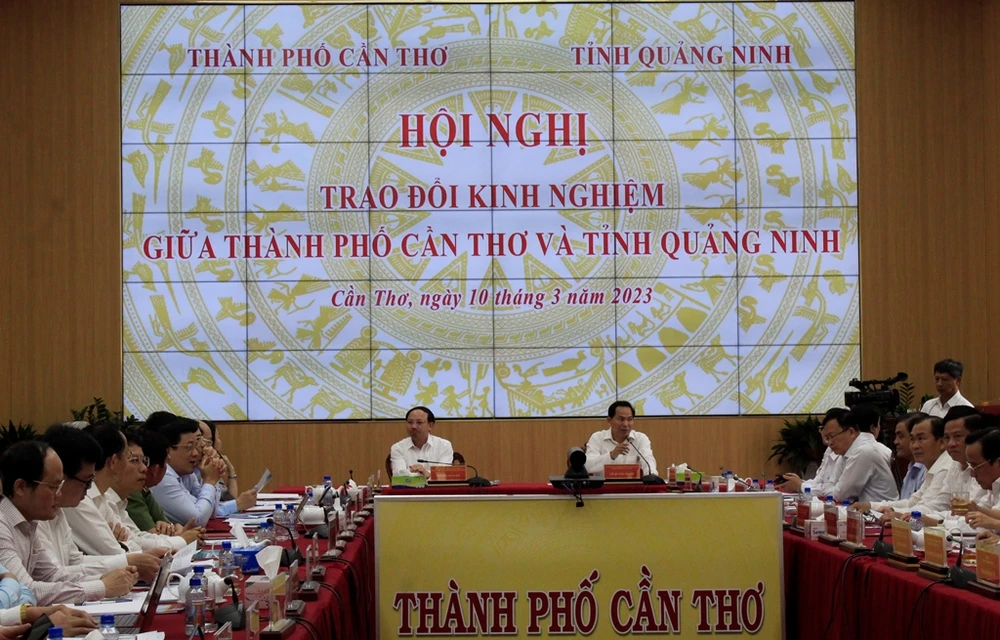 THÀNH PHỐ CẦN THƠ TỈNH QUẢNG NINH
HỘI NGHỊ
TRAO ĐỔI KINH NGHIỆM
GIỮA THÀNH PHỐ CẦN THƠ VÀ TỈNH QUẢNG NINH
Cần Thơ, ngày 10 tháng 3 năm 2023
THÀNH PHỐ CẦN THƠ